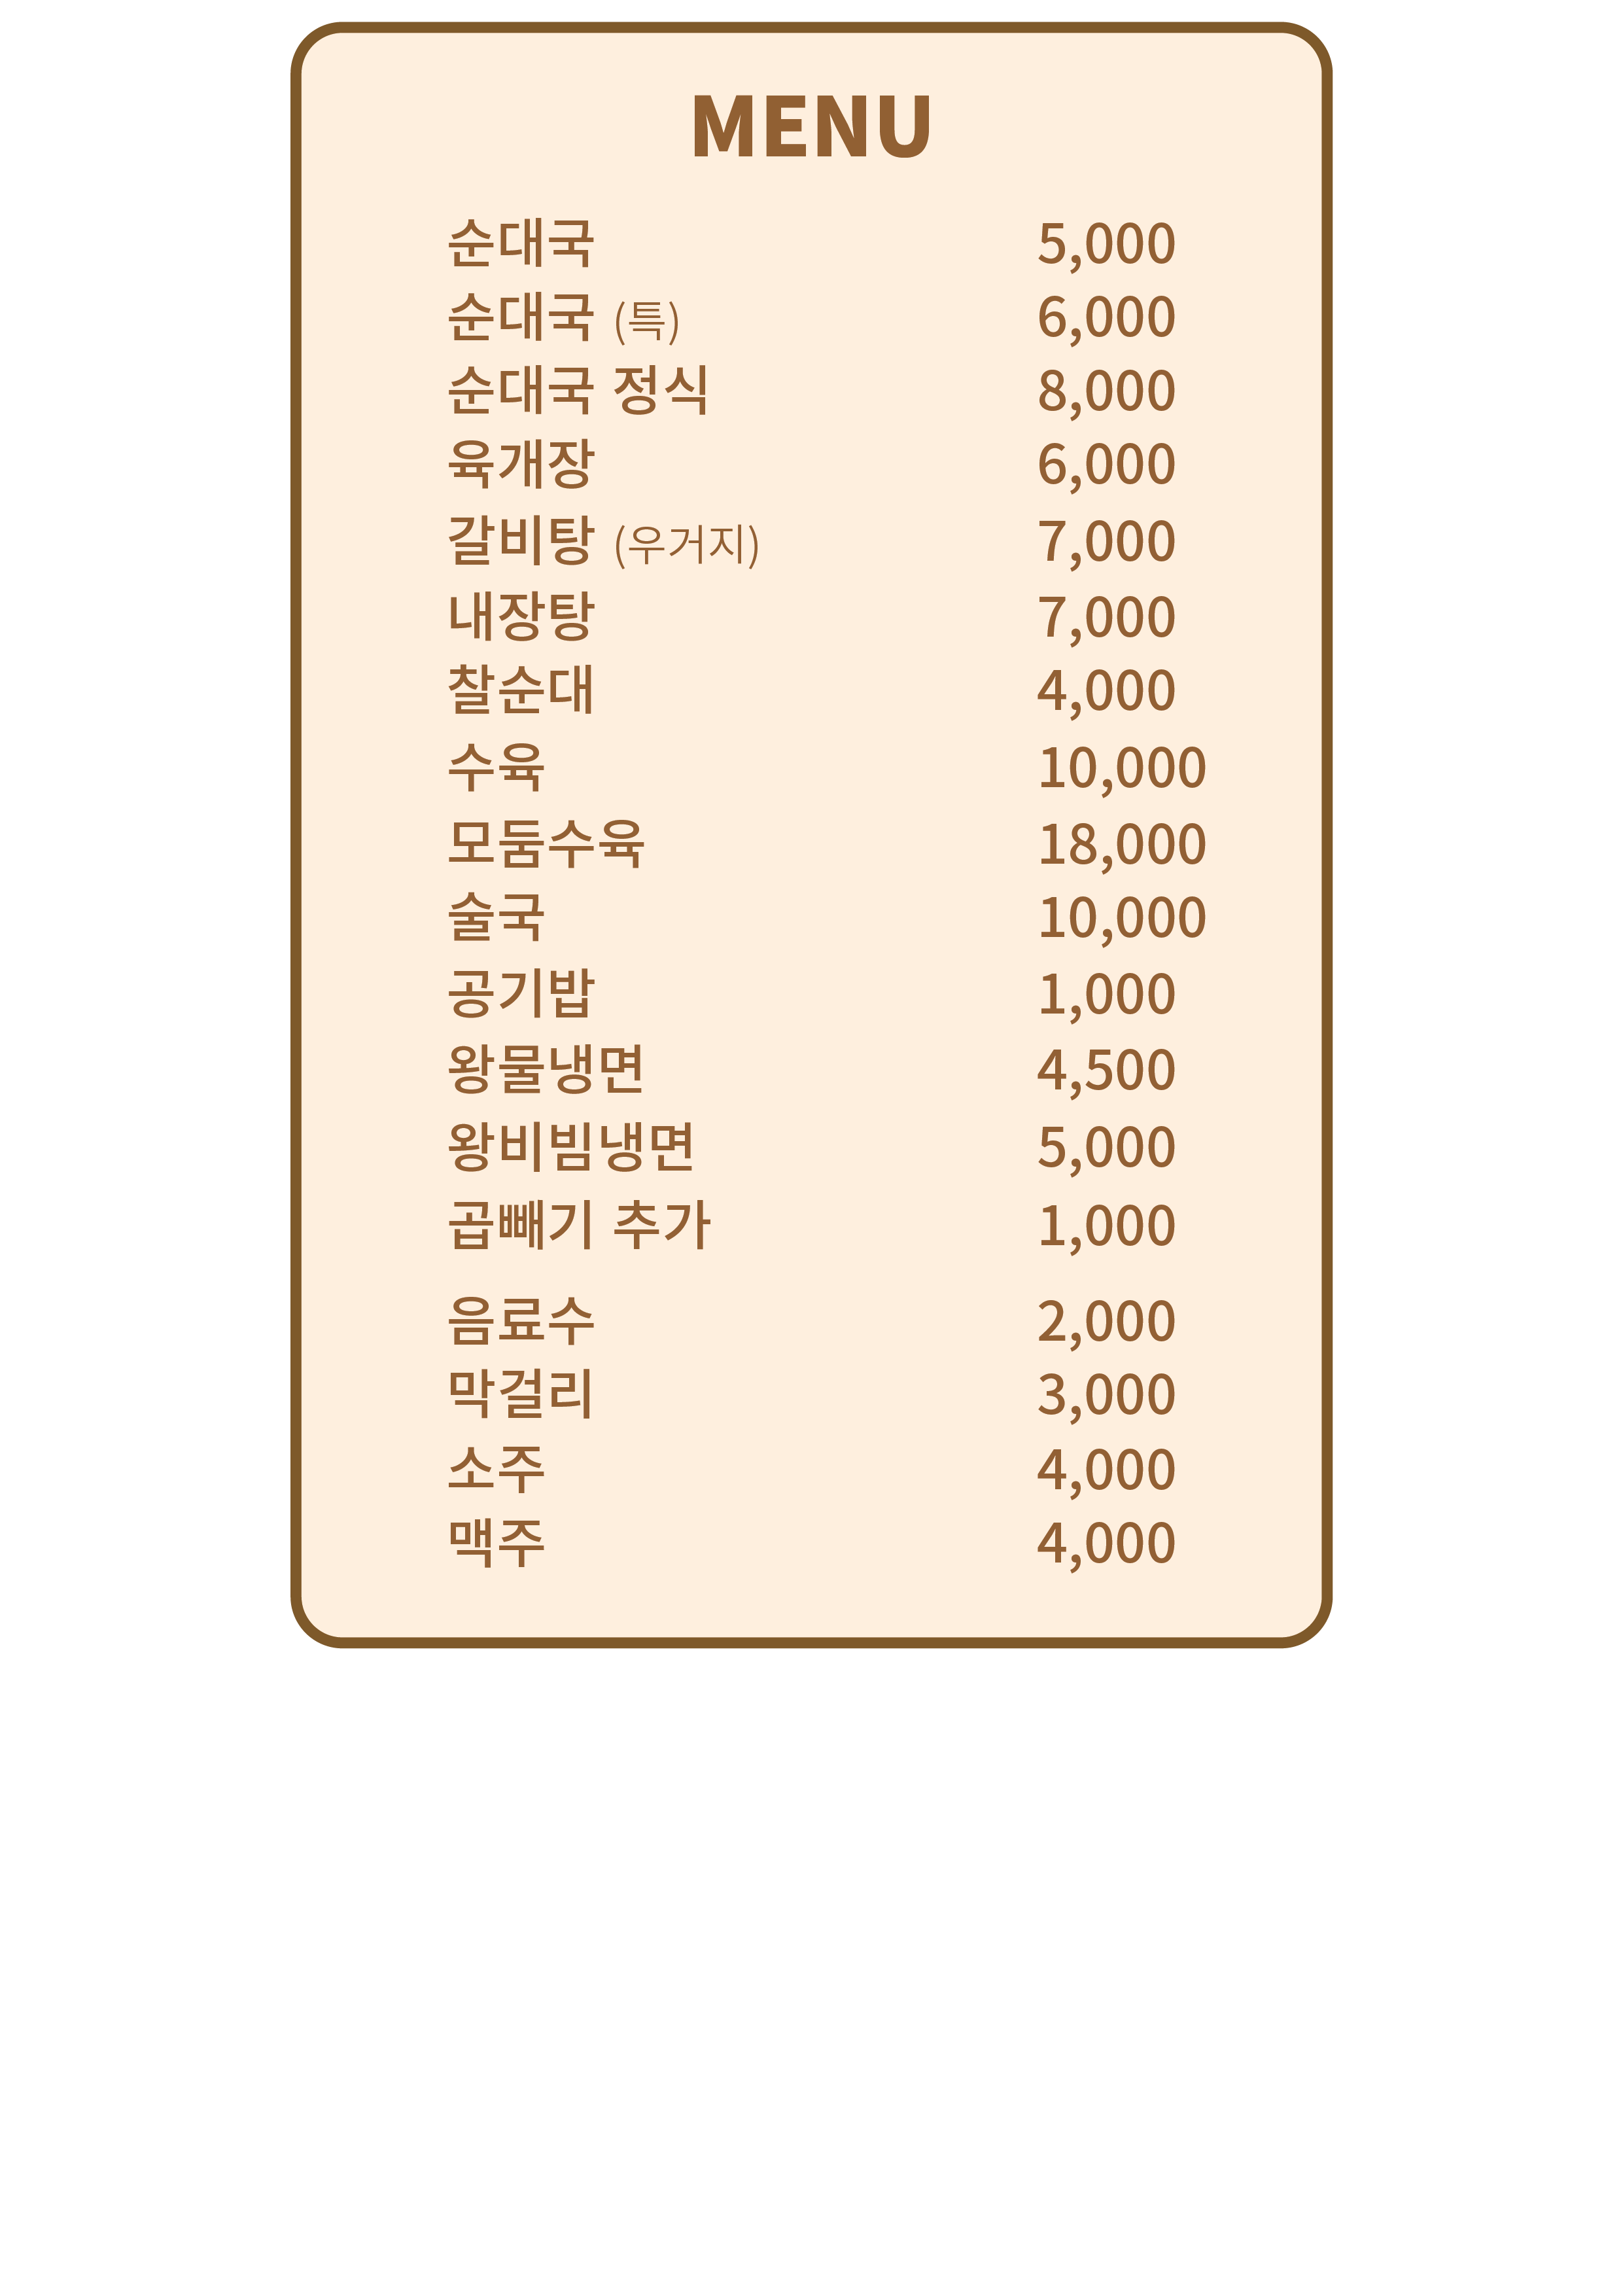 MENU
순대국 5,000
순대국 (특) 6,000
순대국 정식 8,000
육개장 6,000
갈비탕 (우거지) 7,000
내장탕 7,000
찰순대 4,000
수육 10,000
모둠수육 18,000
술국 10,000
공기밥 1,000
왕물냉면 4,500
왕비빔냉면 5,000
곱빼기 추가 1,000
음료수 2,000
막걸리 3,000
소주 4,000
맥주 4,000